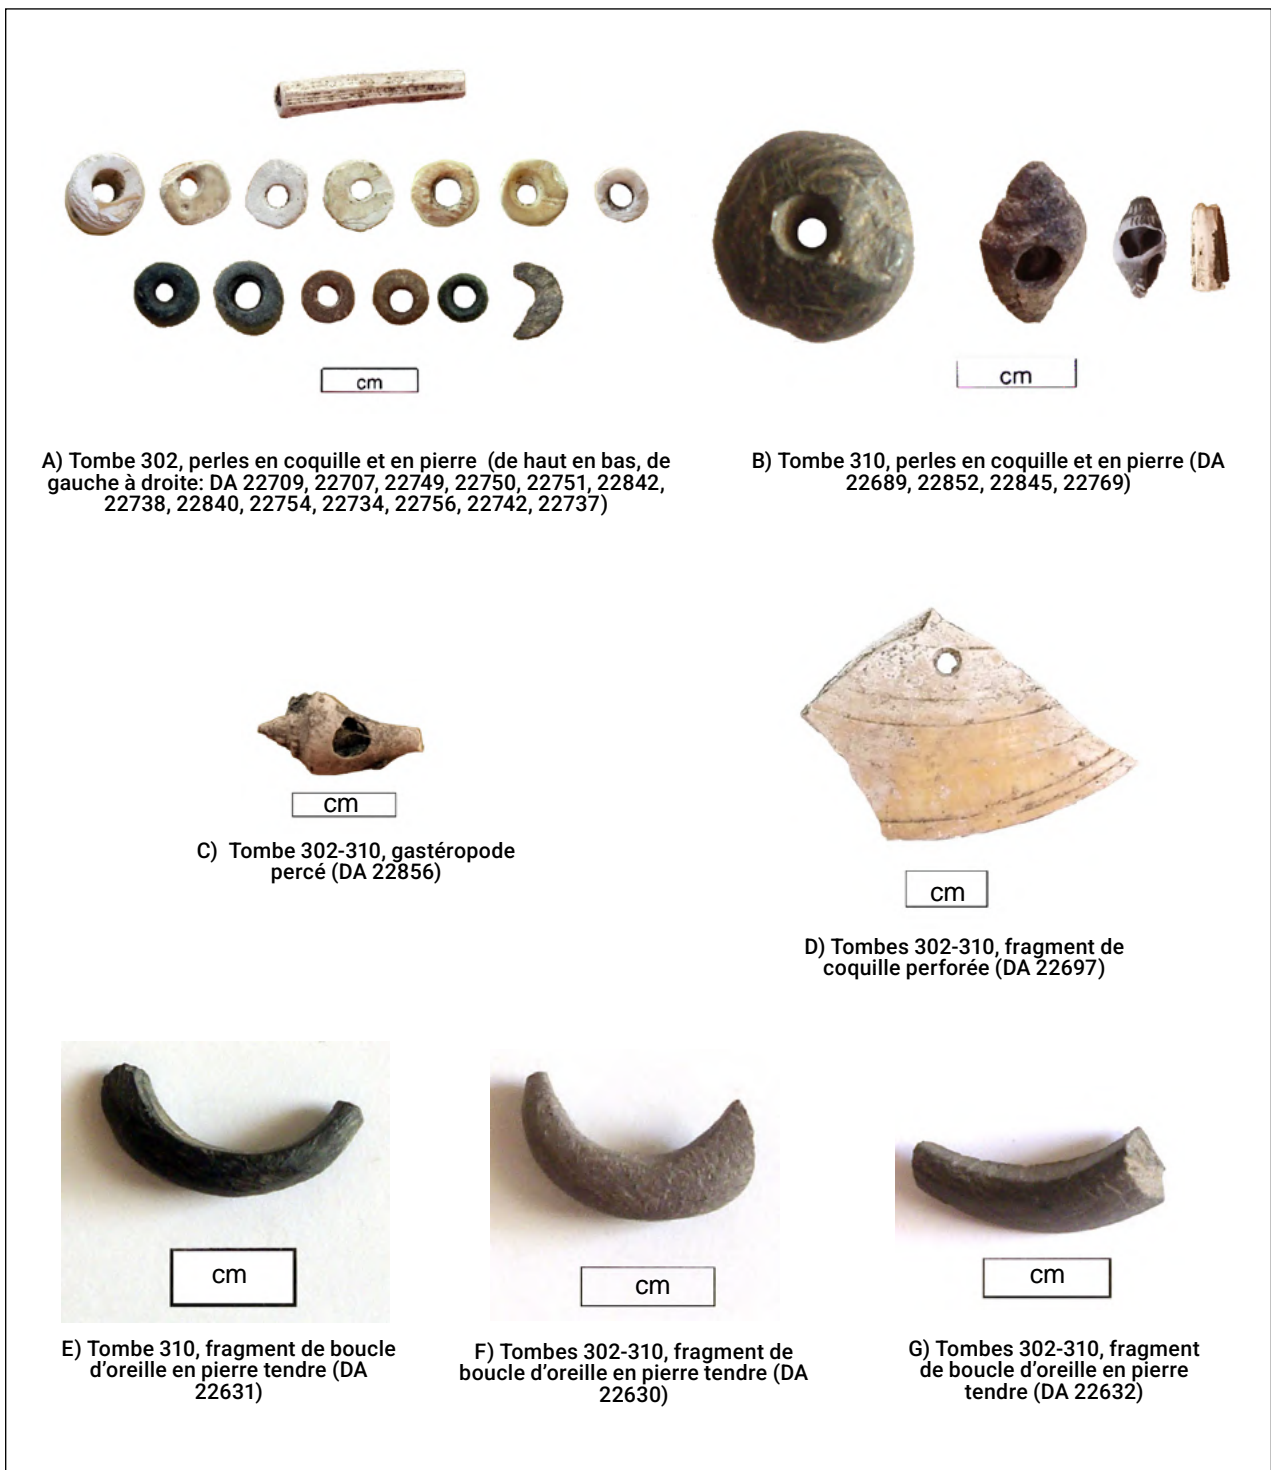 cm
cm
A) Tombe 302, perles en coquille et en pierre (de haut en bas, de
gauche à droite: DA 22709, 22707, 22749, 22750, 22751, 22842,
22738, 22840, 22754, 22734, 22756, 22742, 22737)
B) Tombe 310, perles en coquille et en pierre (DA
22689, 22852, 22845, 22769)
cm
C) Tombe 302-310, gastéropode
percé (DA 22856)
cm
D) Tombes 302-310, fragment de
coquille perforée (DA 22697)
cm
E) Tombe 310, fragment de boucle
d'oreille en pierre tendre (DA
22631)
cm
F) Tombes 302-310, fragment de
boucle d'oreille en pierre tendre (DA
22630)
cm
G) Tombes 302-310, fragment
de boucle d'oreille en pierre
tendre (DA 22632)